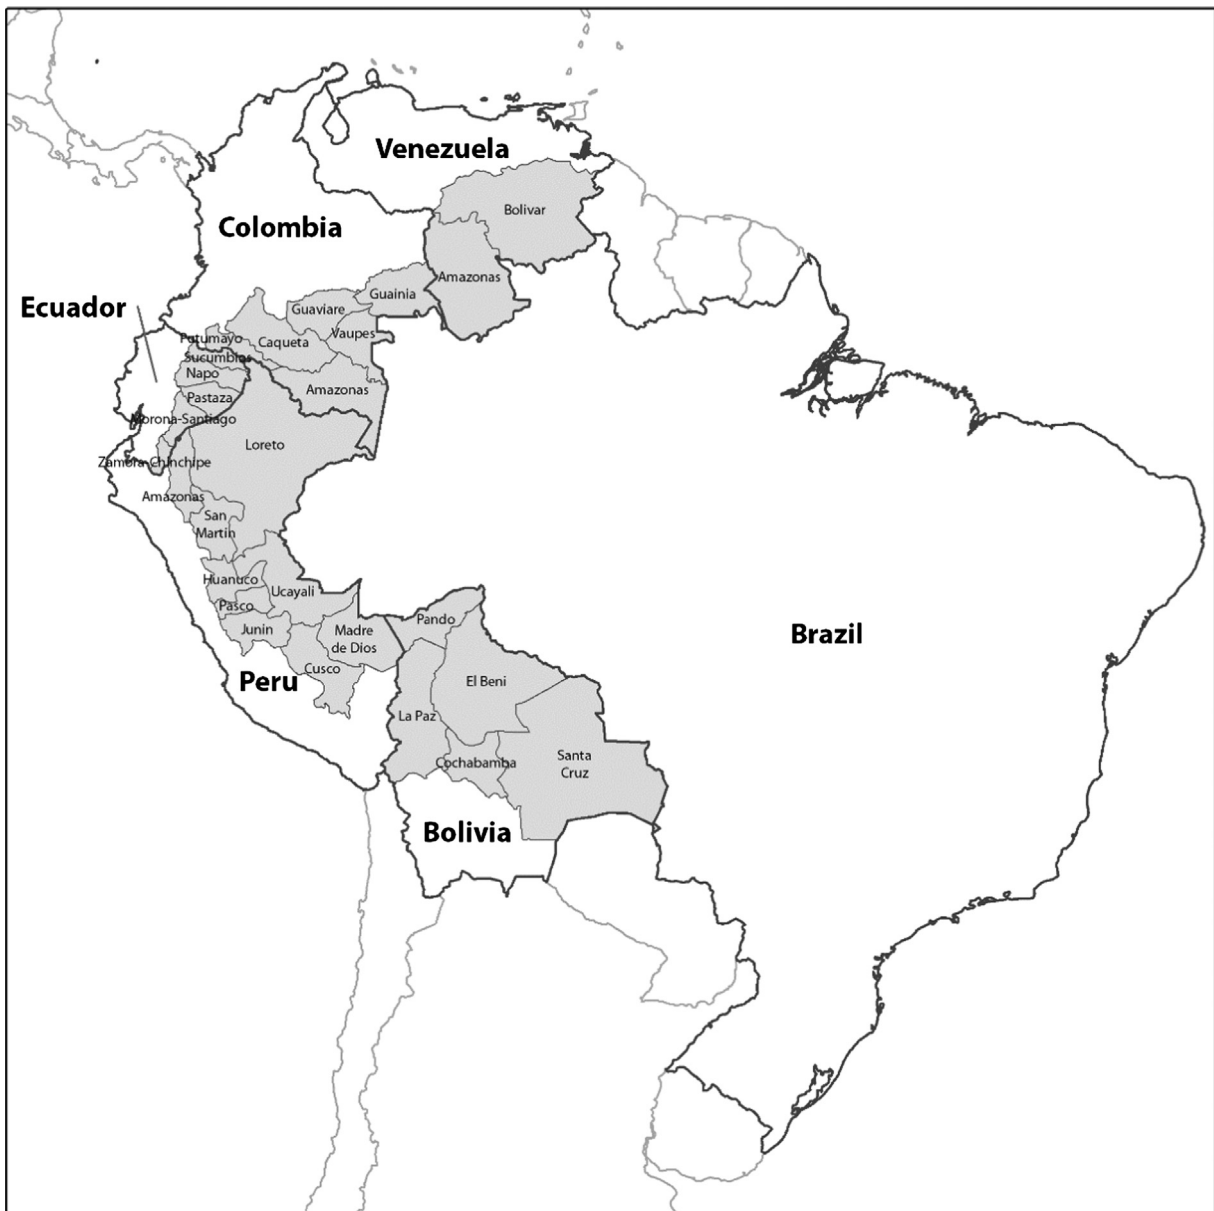 Venezuela
Bolivar
Colombia
Amazonas
Guainia
Ecuador
Guaviare
Vaupes
Putumayo
Caqueta
Sucumbios
Napo
Amazonas
Pastaza
Morona-Santiago
Loreto
Zamora-Chinchipe
Amazonas
San
Martin
Huanuco
Ucayali
Pasco
Pando
Junin
Madre
de Dios
Brazil
Cusco
Peru
El Beni
La Paz
Cochabamba
Santa
Cruz
Bolivia